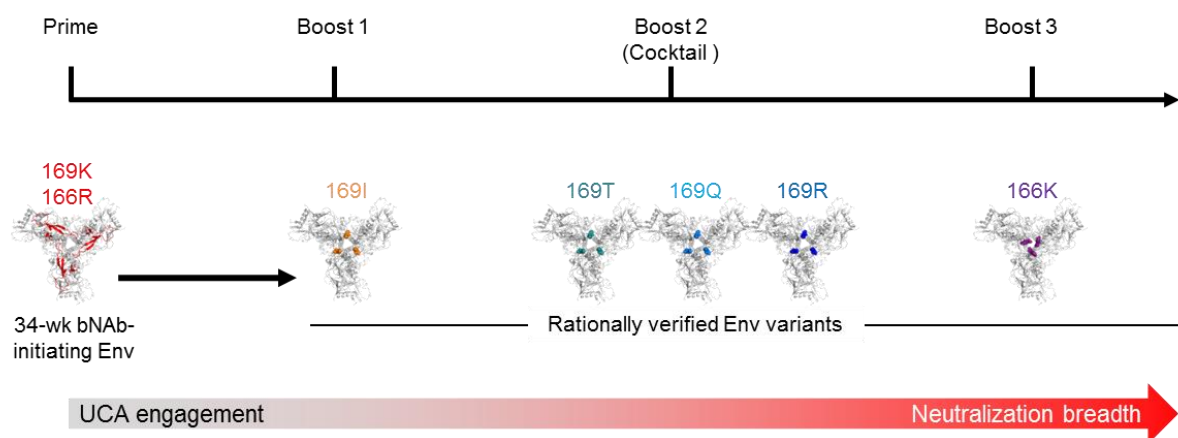 Prime
Boost 1
Boost 2
(Cocktail )
Boost 3
169K
166R
169I
169T
169Q
169R
166K
34-wk bNAb-
initiating Env
Rationally verified Env variants
UCA engagement
Neutralization breadth